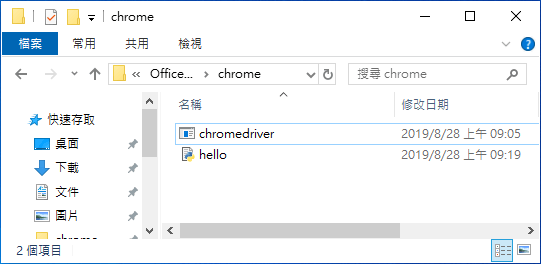 chrome
檔案 常用 共用 檢視
« Office... > chrome 搜尋 chrome
名稱 修改日期
快速存取
桌面
下載
文件
圖片
chromedriver 2019/8/28 上午 09:05
hello 2019/8/28 上午 09:19
2 個項目